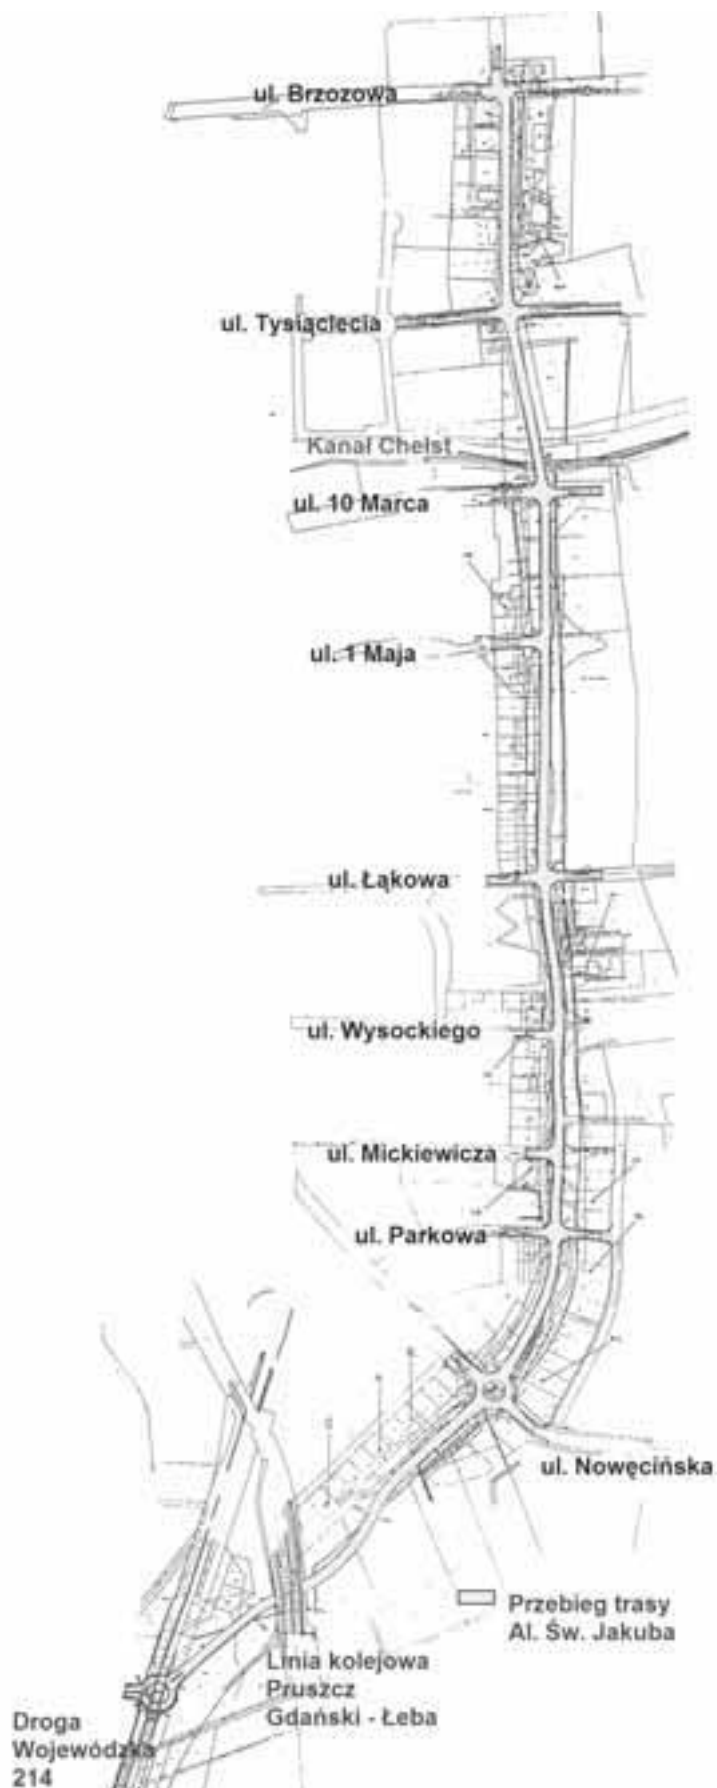 ul. Brzozowa
ul. Tysiąclecia
Kanał Chełst
ul. 10 Marca
ul. 1 Maja
ul. Łąkowa
ul. Wysockiego
ul. Mickiewicza
ul. Parkowa
ul. Nowęcińska
Przebieg trasy
Al. Św. Jakuba
Linia kolejowa
Pruszcz
Gdański - Łeba
Droga
Wojewódzka
214